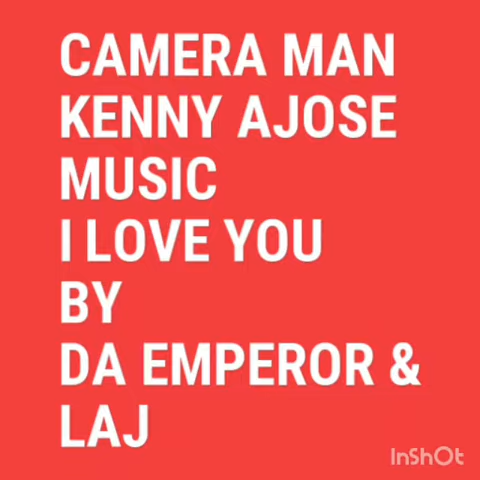 CAMERA MAN
KENNY AJOSE
MUSIC
I LOVE YOU
BY
DA EMPEROR &
LAJ
InShOt